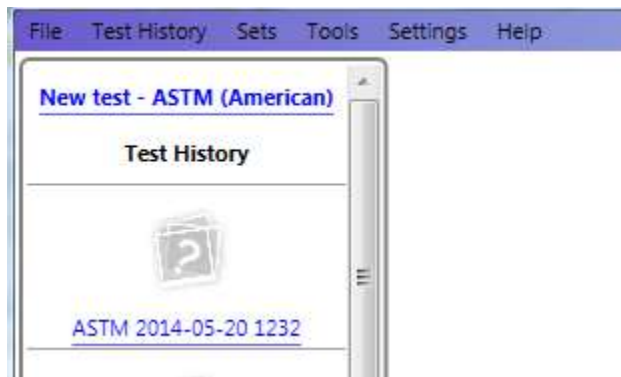 File Test History Sets Tools Settings Help
New test - ASTM (American)
Test History
?
ASTM 2014-05-20 1232